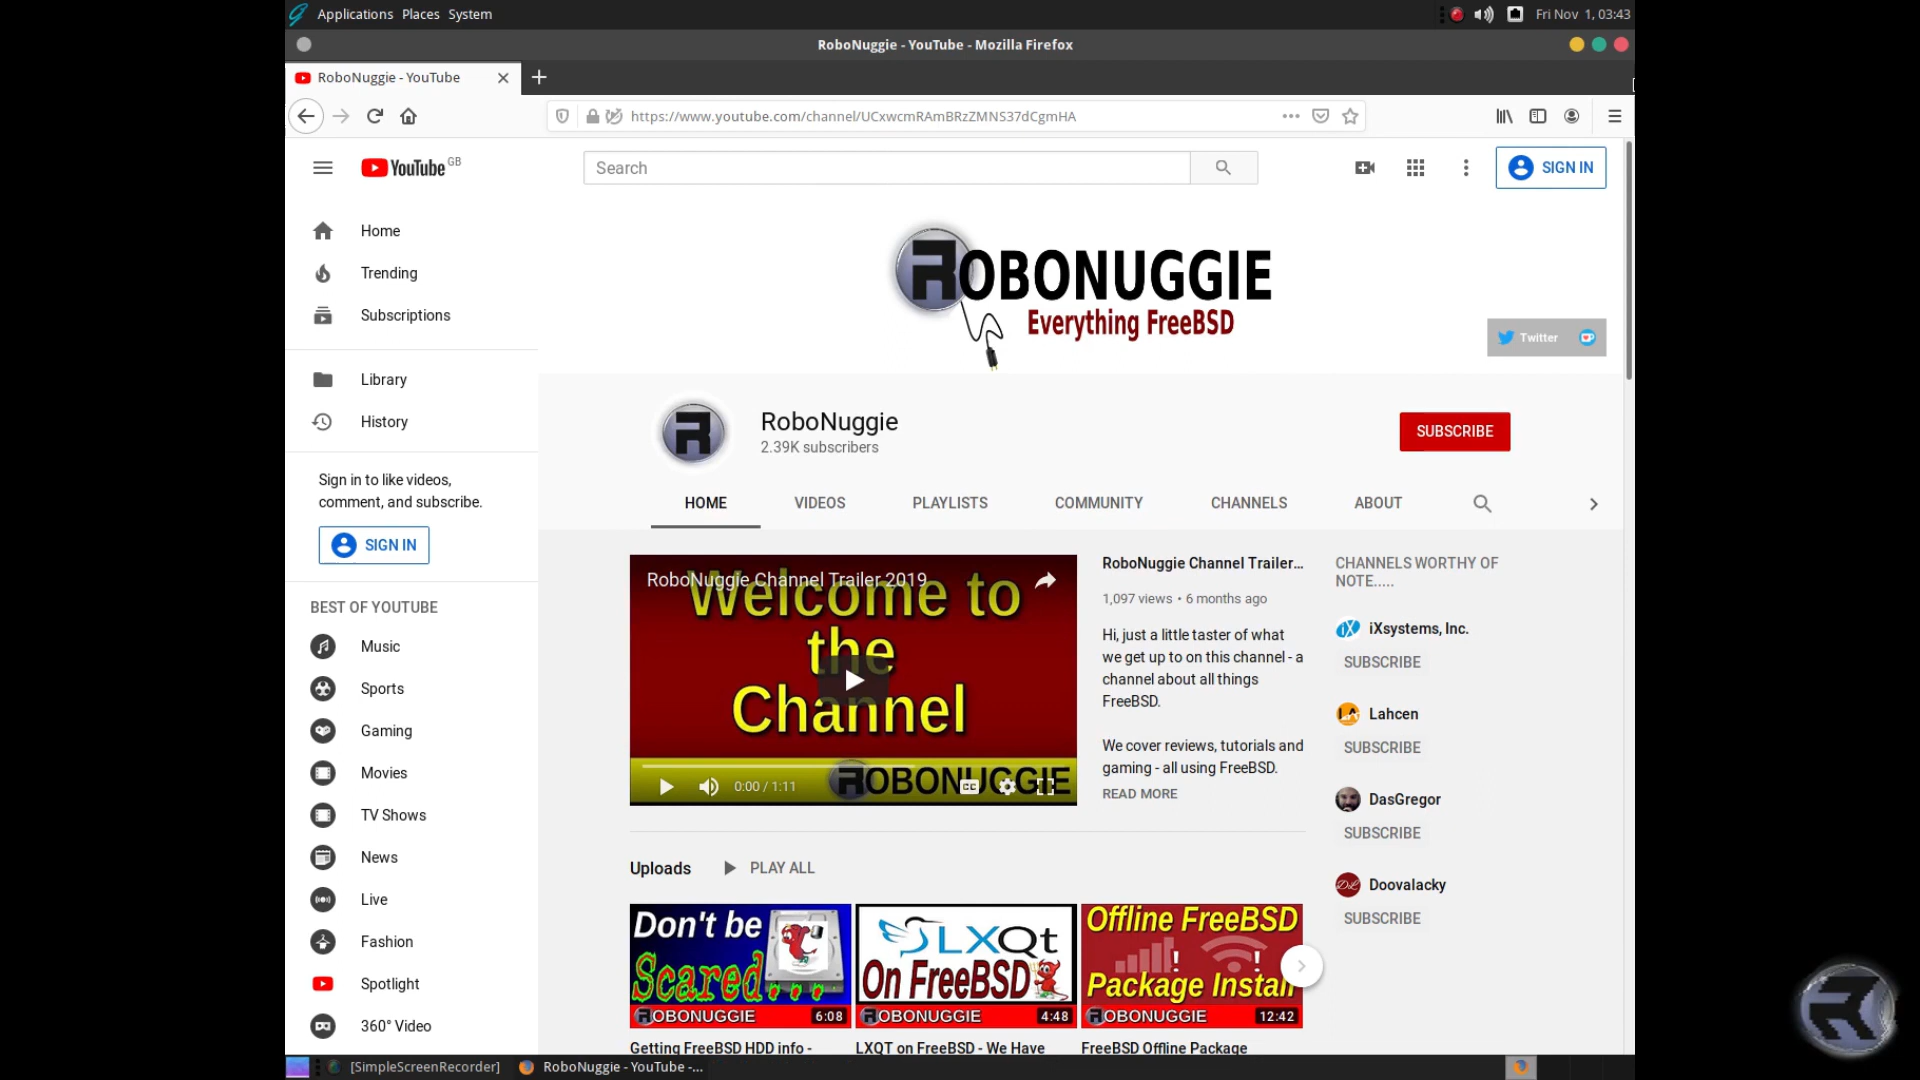 Applications Places System
Fri Nov 1, 03:43
RoboNuggie - YouTube - Mozilla Firefox
RoboNuggie - YouTube
https://www.youtube.com/channel/UCxwcmRAmBRzZMNS37dCgmHA
YouTube GB
Search
SIGN IN
Home
Trending
Subscriptions
Library
History
Sign in to like videos,
comment, and subscribe.
SIGN IN
BEST OF YOUTUBE
Music
Sports
Gaming
Movies
TV Shows
News
Live
Fashion
Spotlight
360° Video
ROBONUGGIE
Everything FreeBSD
Twitter
RoboNuggie
2.39K subscribers
SUBSCRIBE
HOME VIDEOS PLAYLISTS COMMUNITY CHANNELS ABOUT
RoboNuggie Channel Trailer 2019
Welcome to
the
Channel
ROBONUGGIE
0:00 / 1:11
CC
RoboNuggie Channel Trailer...
1,097 views • 6 months ago
Hi, just a little taster of what
we get up to on this channel - a
channel about all things
FreeBSD.
We cover reviews, tutorials and
gaming - all using FreeBSD.
READ MORE
CHANNELS WORTHY OF
NOTE.....
iXsystems, Inc.
SUBSCRIBE
Lahcen
SUBSCRIBE
DasGregor
SUBSCRIBE
Doovalacky
SUBSCRIBE
Uploads PLAY ALL
Don't be
Scared...
ROBONUGGIE 6:08
LXQt
On FreeBSD
ROBONUGGIE 4:48
Offline FreeBSD
Package Install
ROBONUGGIE 12:42
Getting FreeBSD HDD info -
LXQT on FreeBSD - We Have
FreeBSD Offline Package
[SimpleScreenRecorder]
RoboNuggie - YouTube -...